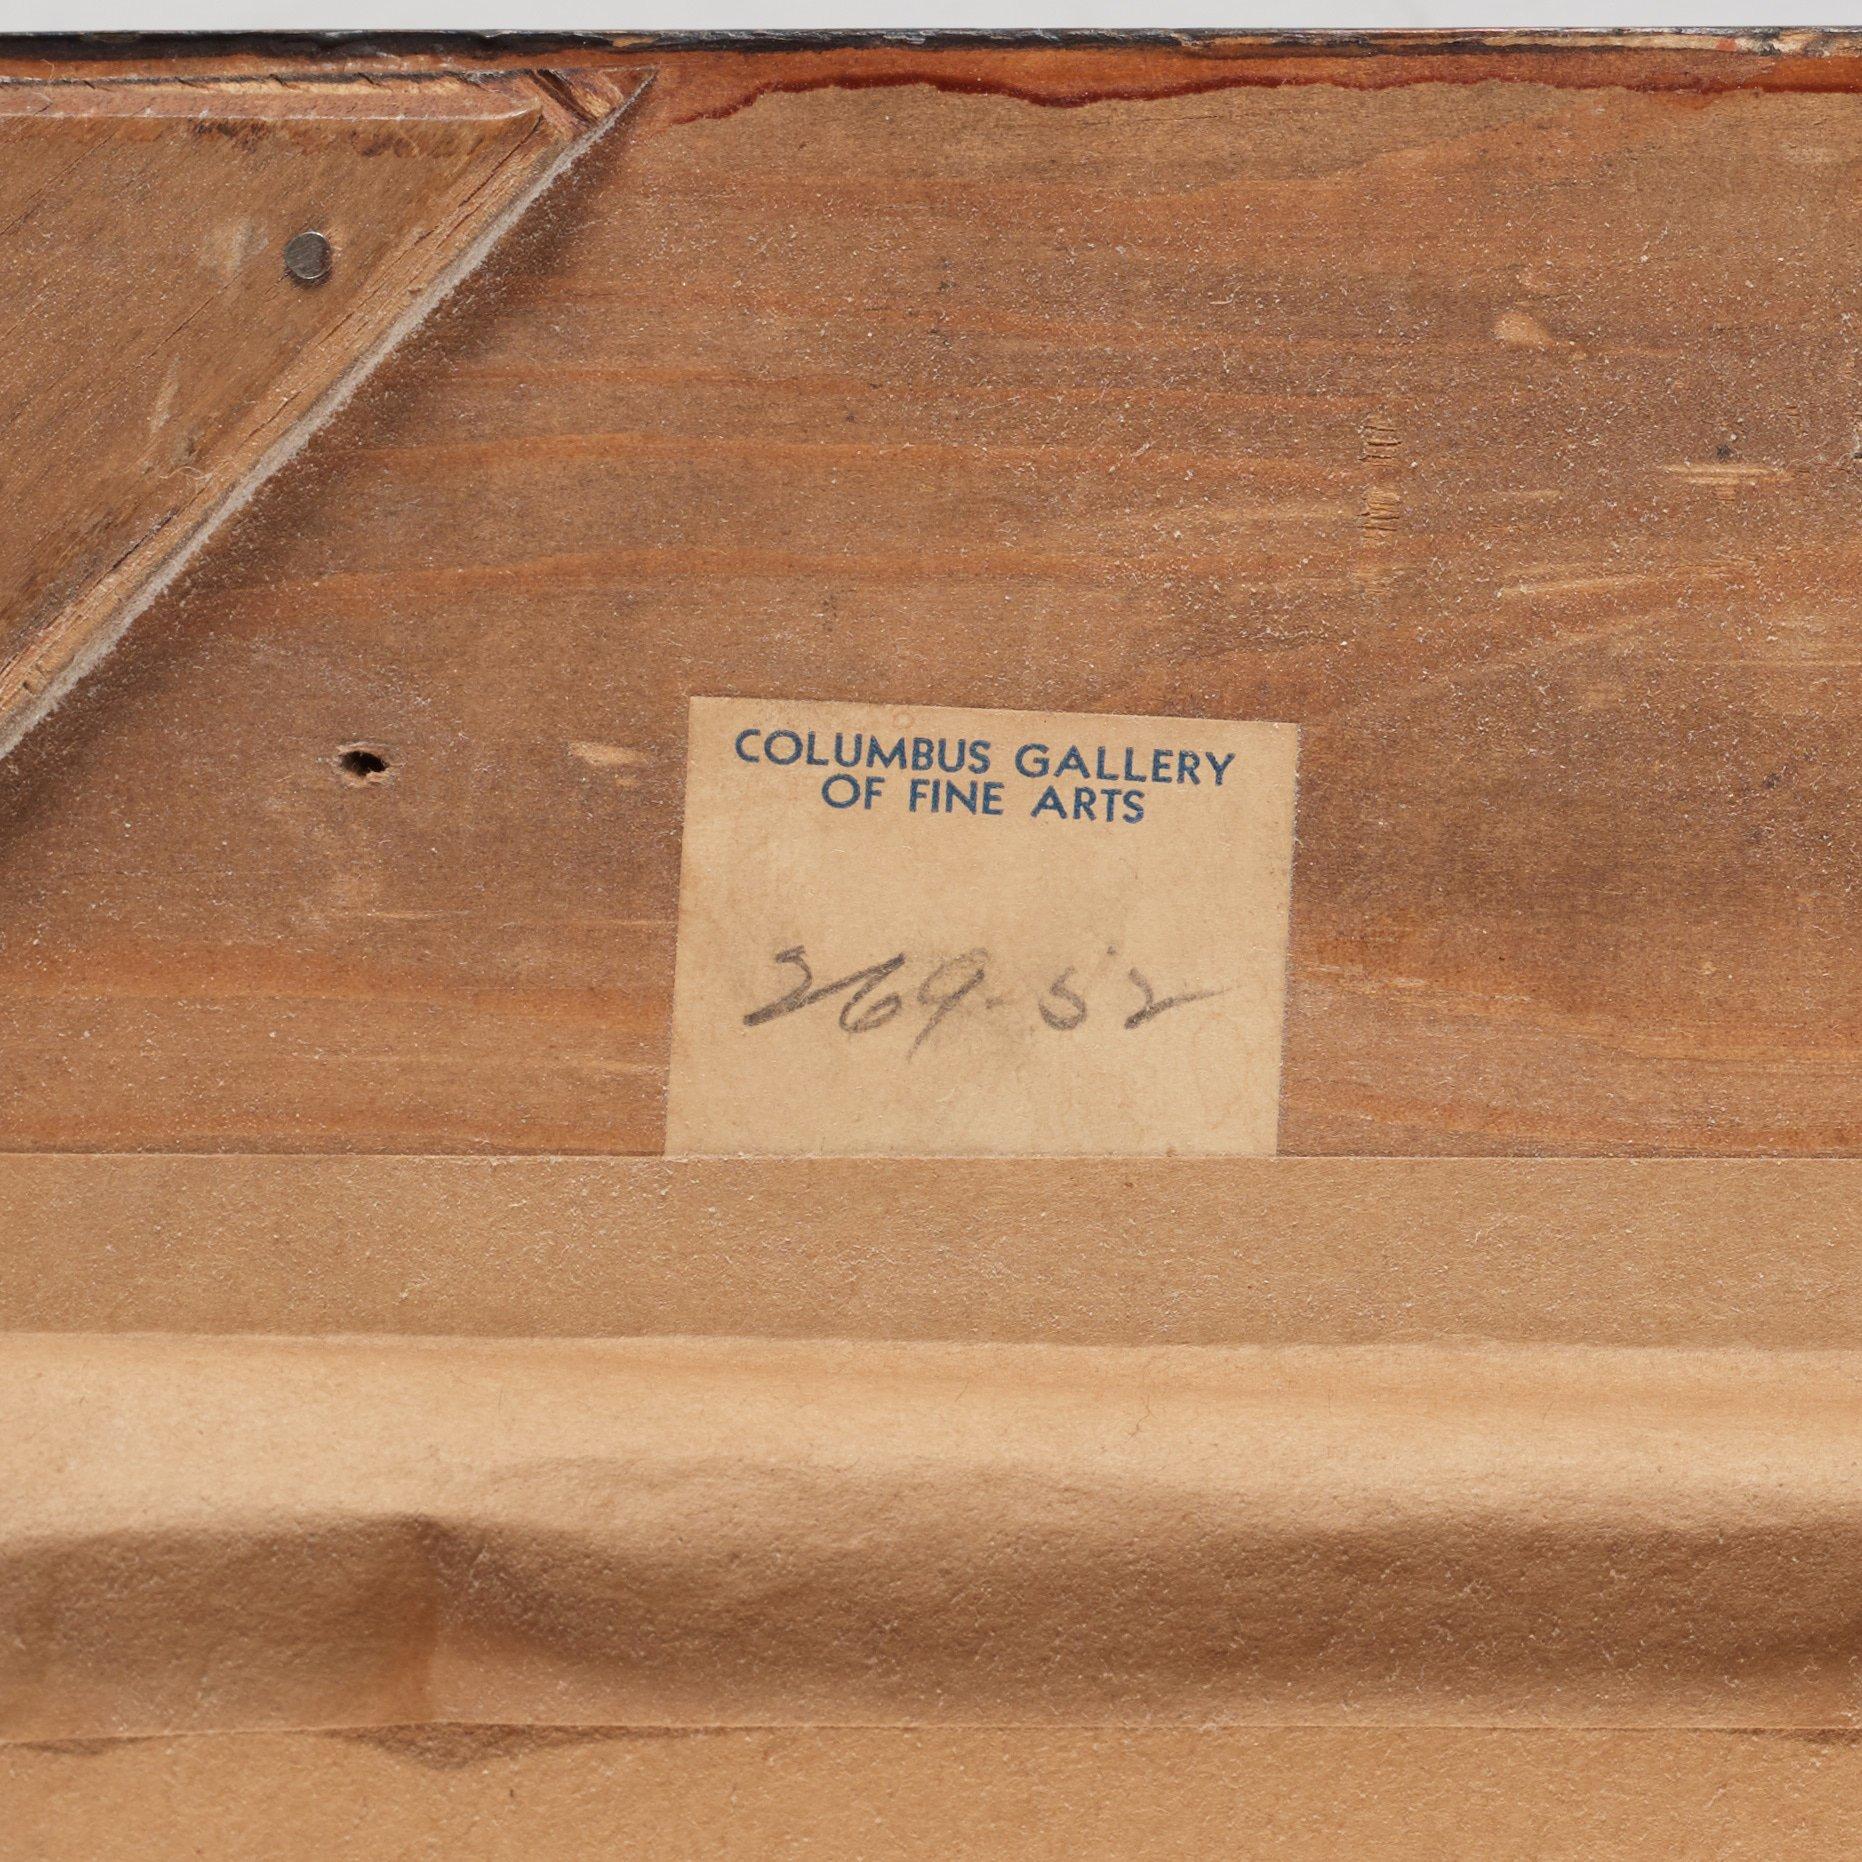 COLUMBUS GALLERY
OF FINE ARTS
269-52